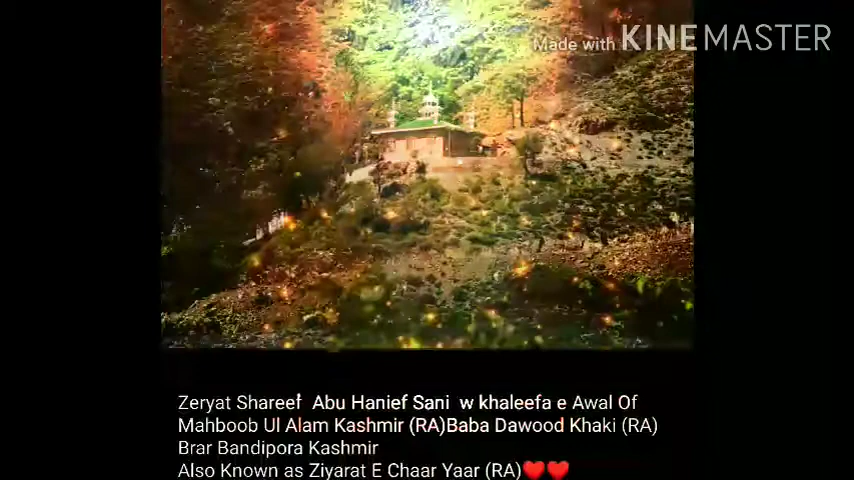 Made with KINEMASTER
Zeryat Shareef Abu Hanief Sani w khaleefa e Awal Of
Mahboob Ul Alam Kashmir (RA)Baba Dawood Khaki (RA)
Brar Bandipora Kashmir
Also Known as Ziyarat E Chaar Yaar (RA)❤️❤️